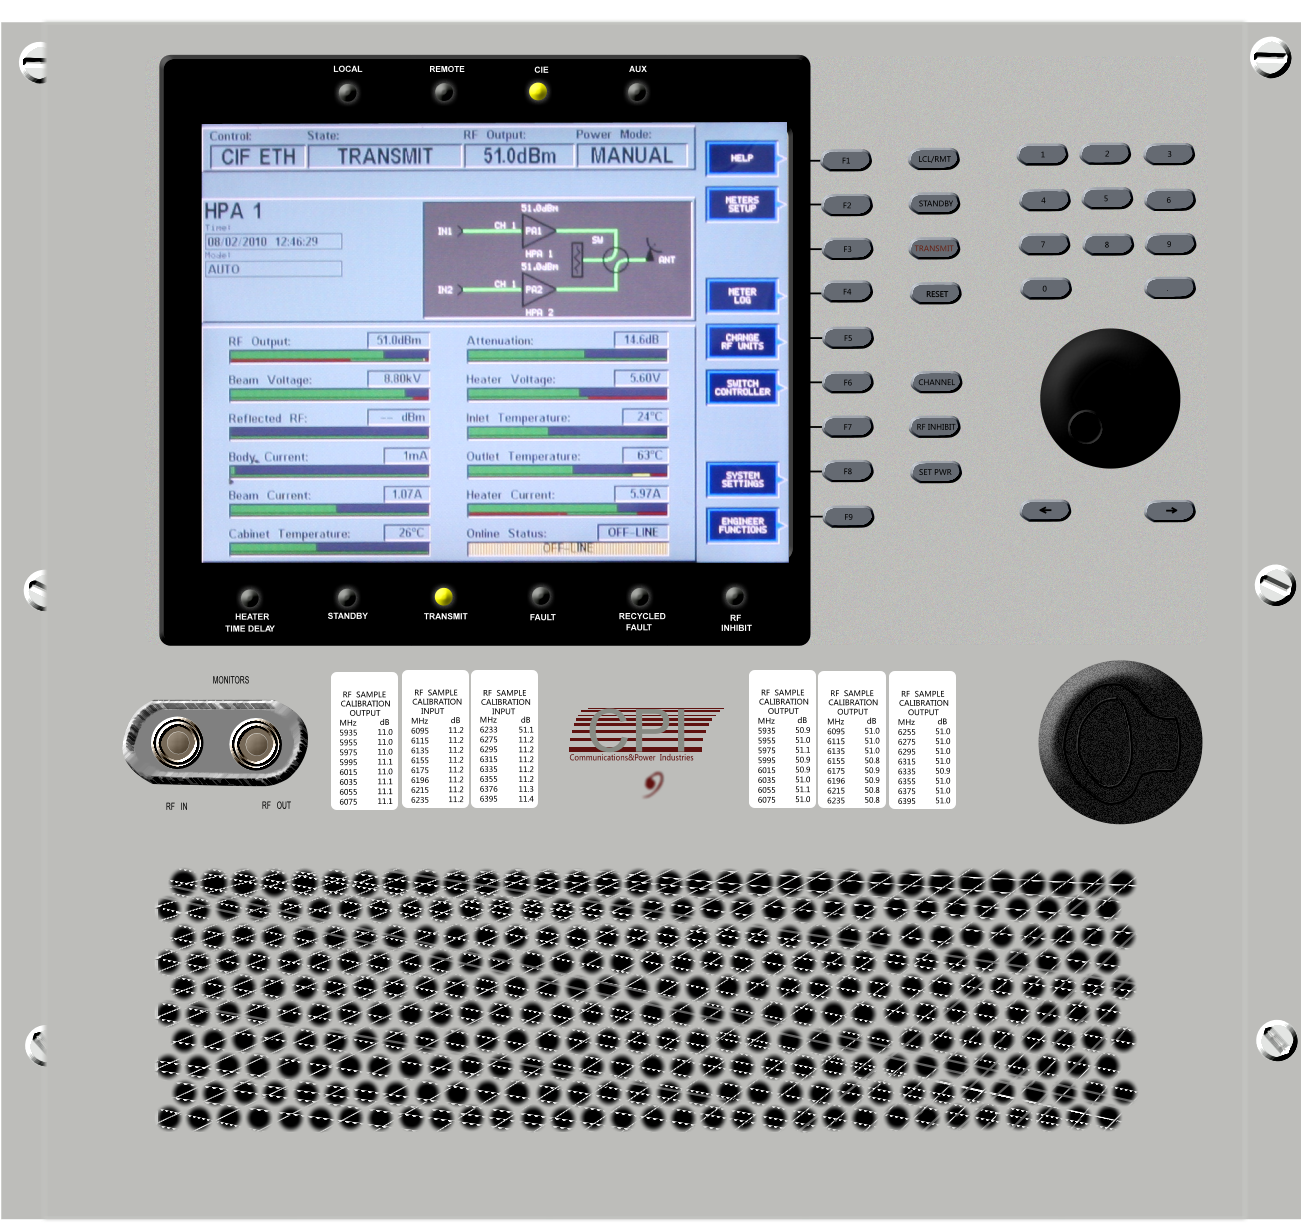 LOCAL REMOTE CIE AUX
Control: State: RF Output: Power Mode:
CIF ETH TRANSMIT 51.0dBm MANUAL
HELP
METERS
SETUP
METER
LOG
CHANGE
RF UNITS
SWITCH
CONTROLLER
SYSTEM
SETTINGS
ENGINEER
FUNCTIONS
HPA 1
Time:
08/02/2010 12:46:29
Mode:
AUTO
51.0dBm
IN1 CH 1 PA1 SW
HPA 1 ANT
51.0dBm
IN2 CH 1 PA2
HPA 2
RF Output: 51.0dBm Attenuation: 14.6dB
Beam Voltage: 8.80kV Heater Voltage: 5.60V
Reflected RF: -- dBm Inlet Temperature: 24°C
Body Current: 1mA Outlet Temperature: 63°C
Beam Current: 1.07A Heater Current: 5.97A
Cabinet Temperature: 26°C Online Status: OFF-LINE
OFF-LINE
F1 LCL/RMT 1 2 3
F2 STANDBY 4 5 6
F3 TRANSMIT 7 8 9
F4 RESET 0 .
F5
F6 CHANNEL
F7 RF INHIBIT
F8 SET PWR
F9 ← →
HEATER
TIME DELAY
STANDBY
TRANSMIT
FAULT
RECYCLED
FAULT
RF
INHIBIT
MONITORS
RF IN RF OUT
RF SAMPLE
CALIBRATION
OUTPUT
MHz dB
5935 11.0
5955 11.0
5975 11.0
5995 11.1
6015 11.0
6035 11.1
6055 11.1
6075 11.1
RF SAMPLE
CALIBRATION
INPUT
MHz dB
6095 11.2
6115 11.2
6135 11.2
6155 11.2
6175 11.2
6196 11.2
6215 11.2
6235 11.2
RF SAMPLE
CALIBRATION
INPUT
MHz dB
6233 51.1
6275 11.2
6295 11.2
6315 11.2
6335 11.2
6355 11.2
6376 11.3
6395 11.4
CPI
Communications&Power Industries
RF SAMPLE
CALIBRATION
OUTPUT
MHz dB
5935 50.9
5955 51.0
5975 51.1
5995 50.9
6015 50.9
6035 51.0
6055 51.1
6075 51.0
RF SAMPLE
CALIBRATION
OUTPUT
MHz dB
6095 51.0
6115 51.0
6135 51.0
6155 50.8
6175 50.9
6196 50.9
6215 50.8
6235 50.8
RF SAMPLE
CALIBRATION
OUTPUT
MHz dB
6255 51.0
6275 51.0
6295 51.0
6315 51.0
6335 50.9
6355 51.0
6375 51.0
6395 51.0